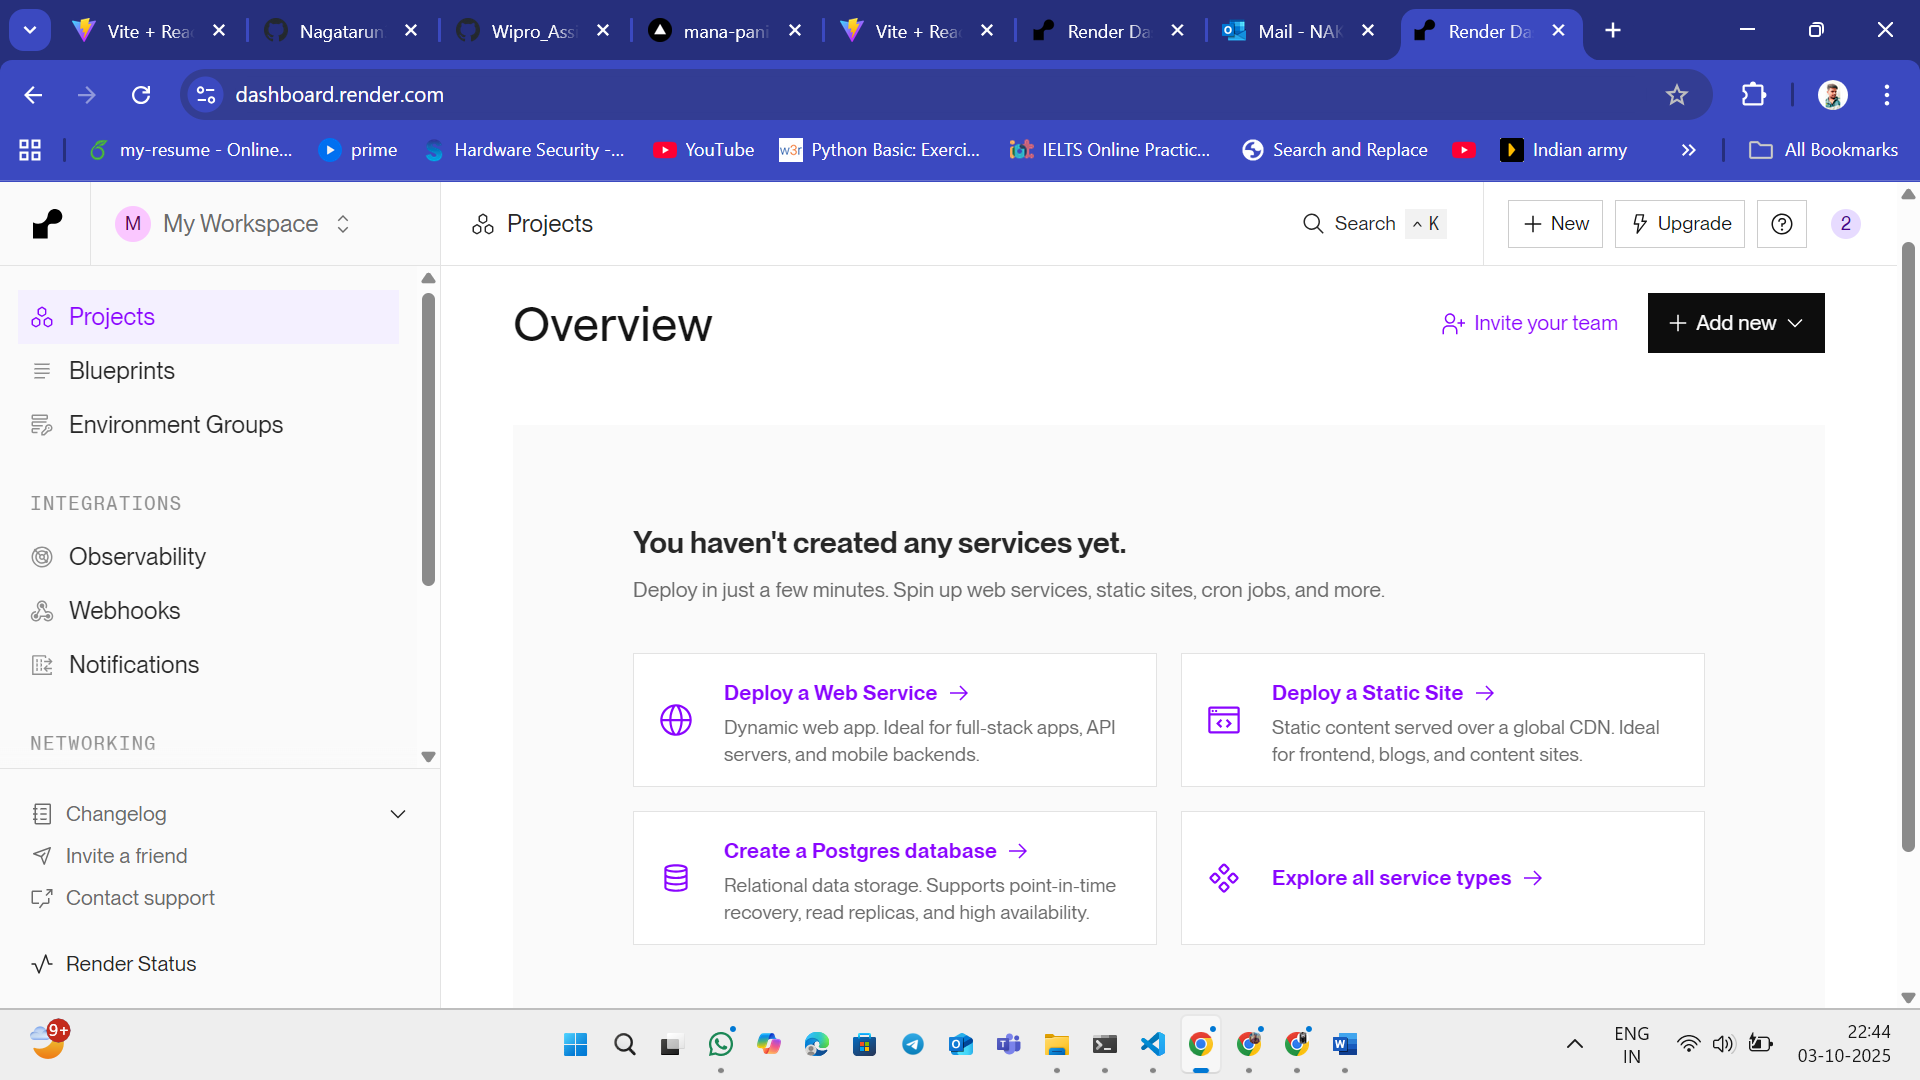 Vite + Rea
Nagatarun
Wipro_Assi
mana-pani
Vite + Rea
Render Da
Mail - NAK
Render Da
dashboard.render.com
my-resume - Online...
prime
Hardware Security -...
YouTube
w3r
Python Basic: Exerci...
IELTS Online Practic...
Search and Replace
Indian army
»
All Bookmarks
M
My Workspace
Projects
Search
^ K
+ New
Upgrade
?
2
Projects
Blueprints
Environment Groups
INTEGRATIONS
Observability
Webhooks
Notifications
NETWORKING
Changelog
Invite a friend
Contact support
Render Status
Overview
Invite your team
+ Add new
You haven't created any services yet.
Deploy in just a few minutes. Spin up web services, static sites, cron jobs, and more.
Deploy a Web Service →
Dynamic web app. Ideal for full-stack apps, API
servers, and mobile backends.
Deploy a Static Site →
Static content served over a global CDN. Ideal
for frontend, blogs, and content sites.
Create a Postgres database →
Relational data storage. Supports point-in-time
recovery, read replicas, and high availability.
Explore all service types →
9+
ENG
IN
22:44
03-10-2025